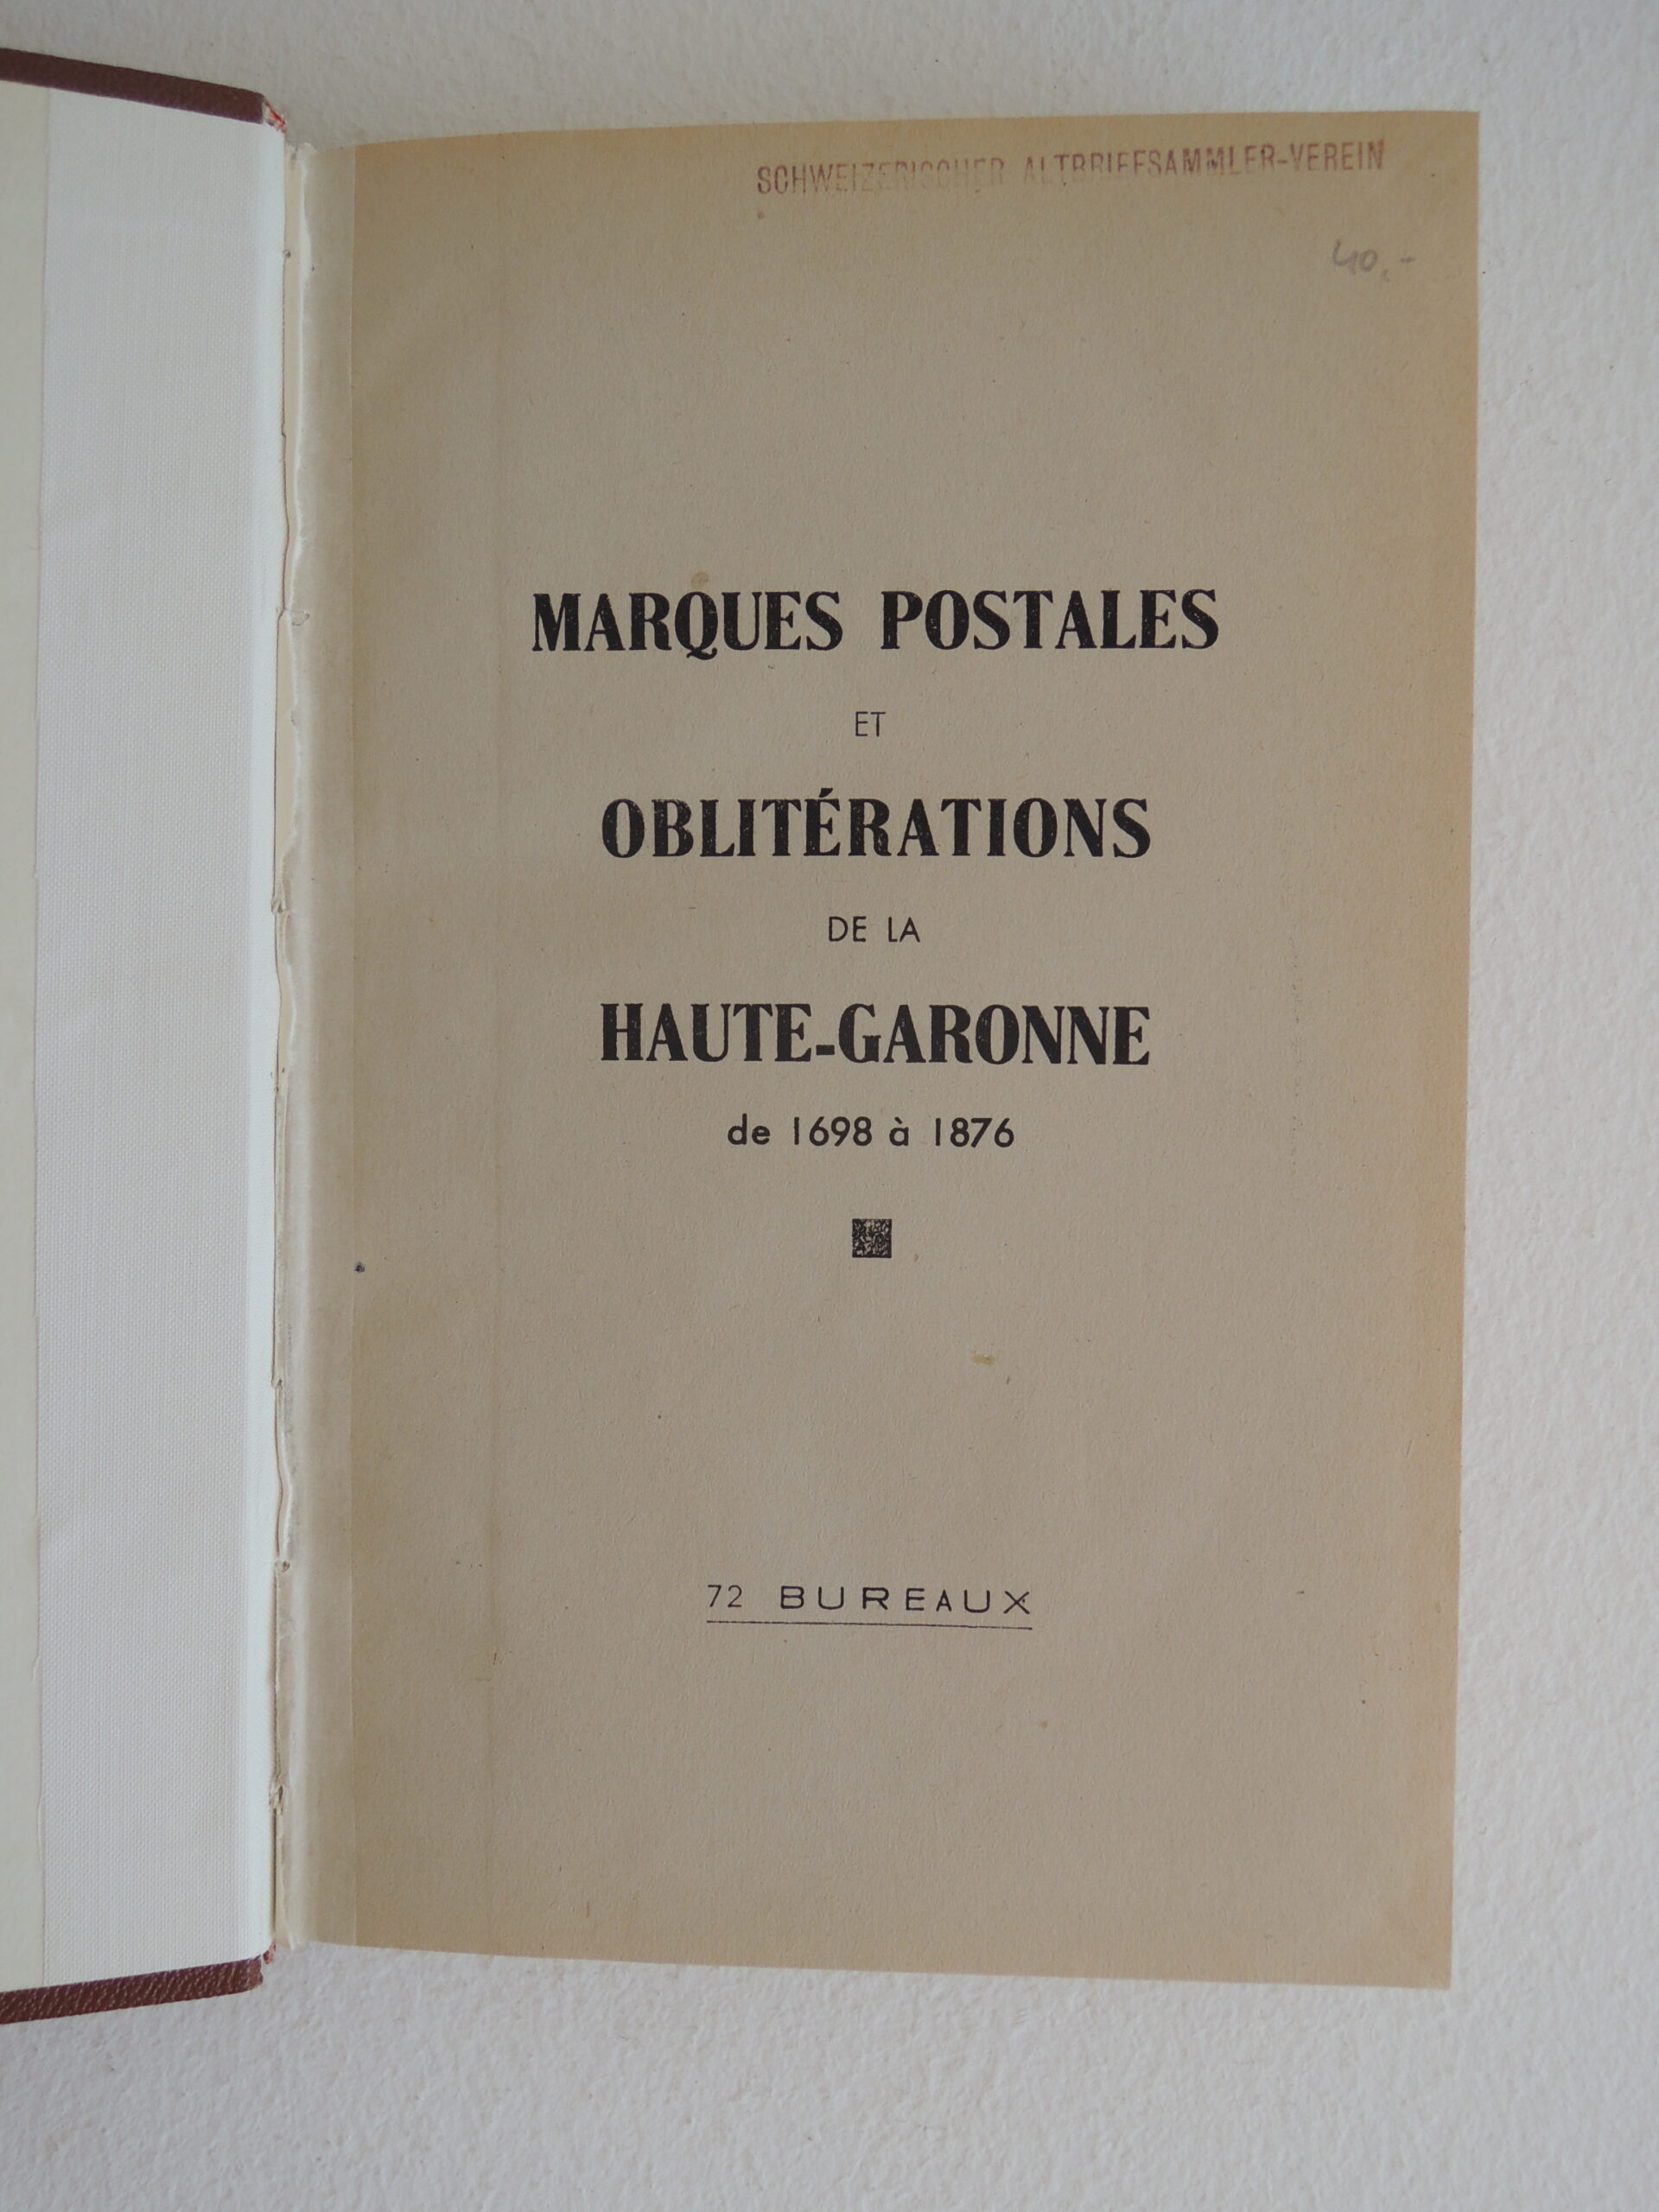 SCHWEIZERISCHER ALTBRIEFSAMMLER-VEREIN
40,-
MARQUES POSTALES
ET
OBLITÉRATIONS
DE LA
HAUTE-GARONNE
de 1698 à 1876
72 BUREAUX